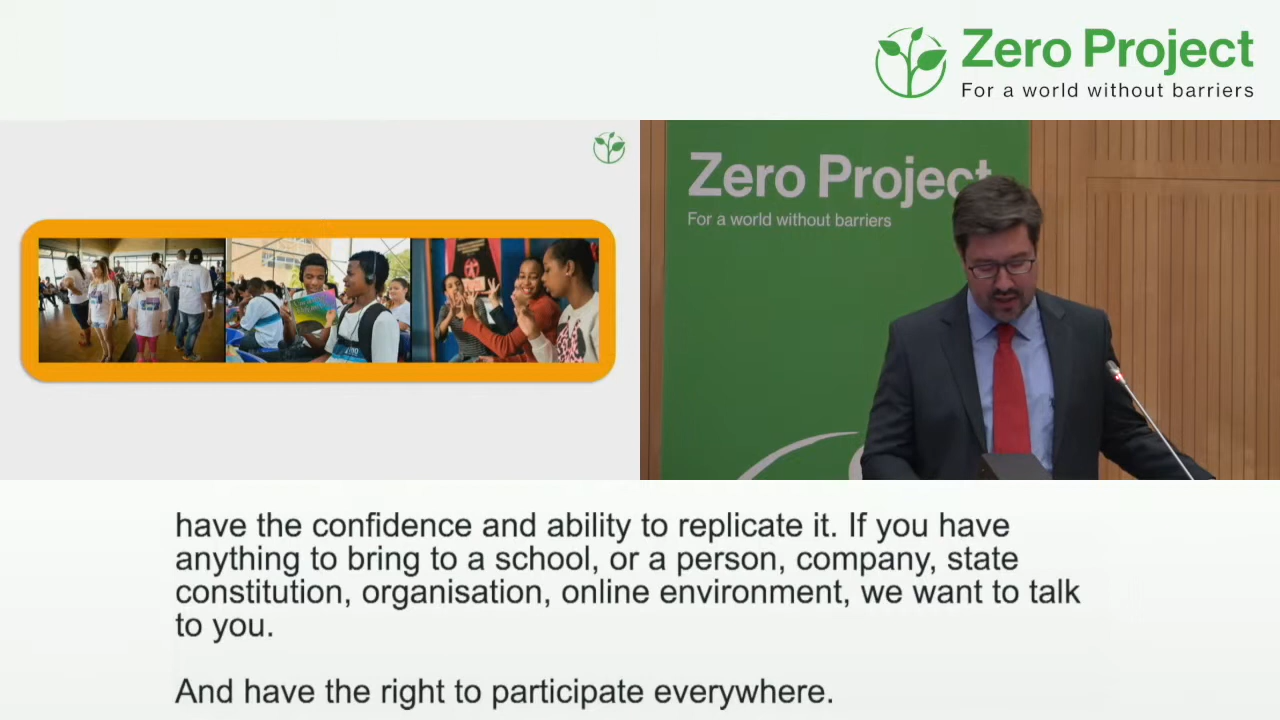 Zero Project
For a world without barriers
Zero Project
For a world without barriers
have the confidence and ability to replicate it. If you have
anything to bring to a school, or a person, company, state
constitution, organisation, online environment, we want to talk
to you.
And have the right to participate everywhere.